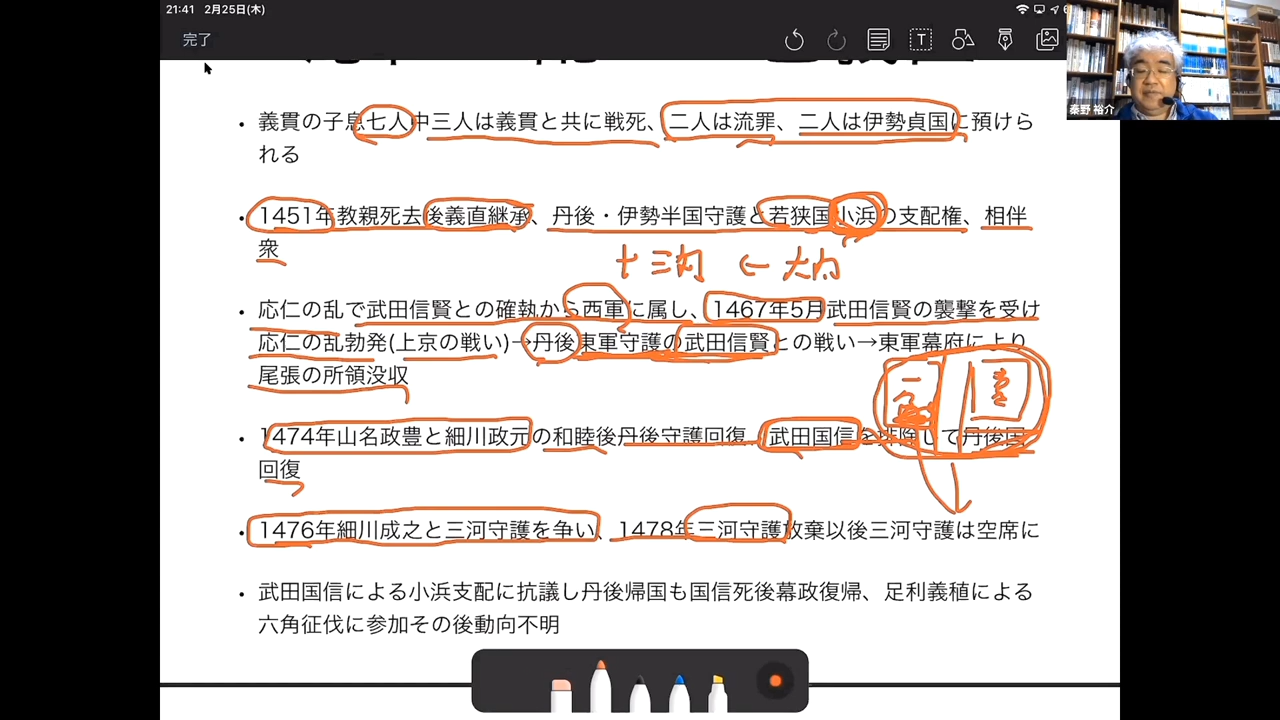 21:41 2月25日(木)
完了
秦野 裕介
・義貫の子息七人中三人は義貫と共に戦死、二人は流罪、二人は伊勢貞国に預けら
れる
・1451年教親死去後義直継承、丹後・伊勢半国守護と若狭国小浜の支配権、相伴
衆
十三河 ← 大内
・応仁の乱で武田信賢との確執から西軍に属し、1467年5月武田信賢の襲撃を受け
応仁の乱勃発(上京の戦い)→丹後東軍守護の武田信賢との戦い→東軍幕府により
尾張の所領没収
・1474年山名政豊と細川政元の和睦後丹後守護回復、武田国信を排除して丹後国
回復
・1476年細川成之と三河守護を争い、1478年三河守護放棄以後三河守護は空席に
・武田国信による小浜支配に抗議し丹後帰国も国信死後幕政復帰、足利義稙による
六角征伐に参加その後動向不明